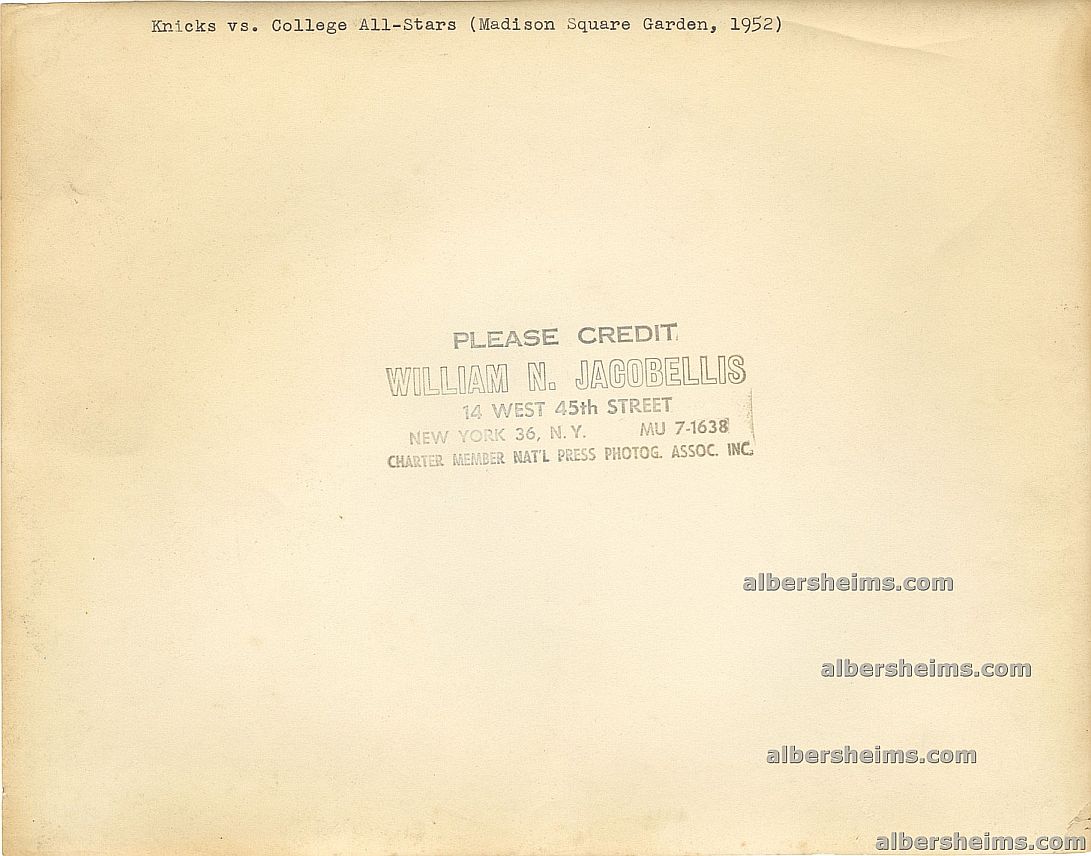 Knicks vs. College All-Stars (Madison Square Garden, 1952)
PLEASE CREDIT
WILLIAM N. JACOBELLIS
14 WEST 45th STREET
NEW YORK 36, N.Y. MU 7-1638
CHARTER MEMBER NAT'L PRESS PHOTOG. ASSOC. INC.
albersheims.com
albersheims.com
albersheims.com
albersheims.com